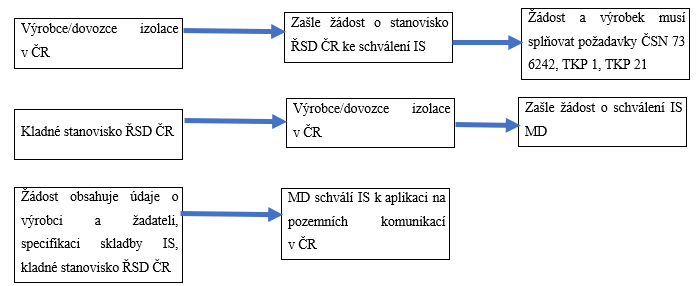 Výrobce/dovozce izolace
v ČR
Zašle žádost o stanovisko
ŘSD ČR ke schválení IS
Žádost a výrobek musí
splňovat požadavky ČSN 73
6242, TKP 1, TKP 21
Kladné stanovisko ŘSD ČR
Výrobce/dovozce izolace
v ČR
Zašle žádost o schválení IS
MD
Žádost obsahuje údaje o
výrobci a žadateli,
specifikaci skladby IS,
kladné stanovisko ŘSD ČR
MD schválí IS k aplikaci na
pozemních komunikací
v ČR